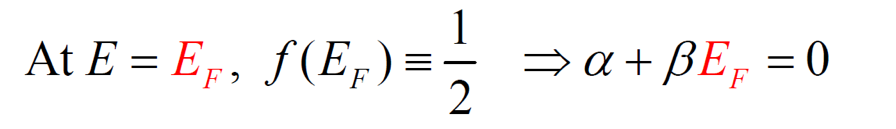 At E = E_F, f(E_F) ≡ 1/2 ⇒ α + βE_F = 0